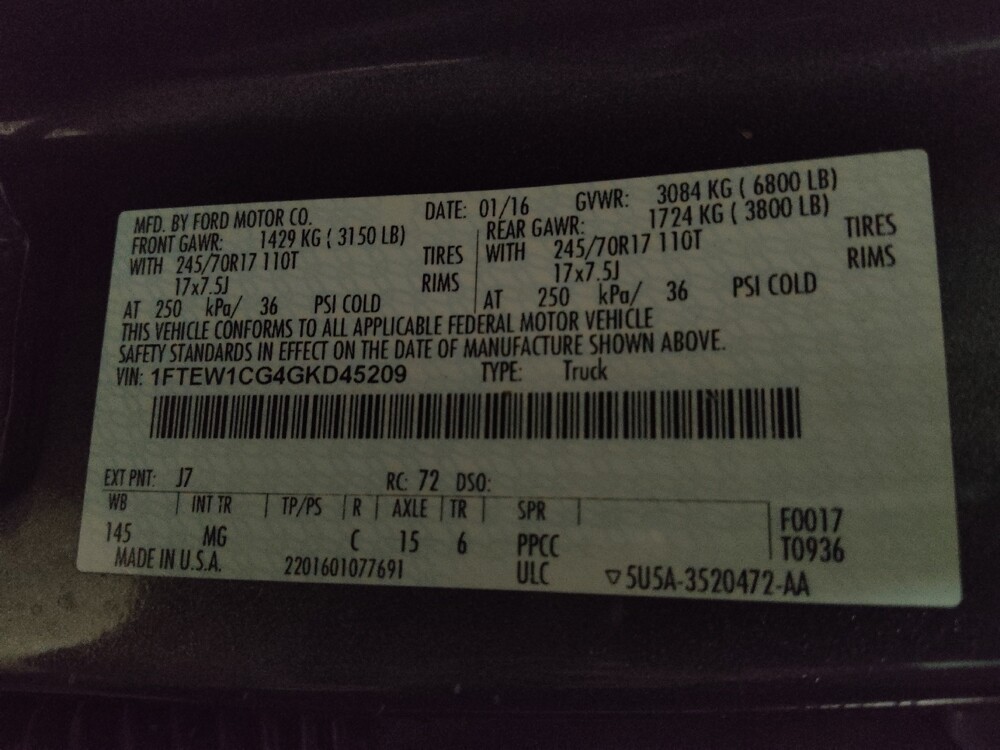 MFD. BY FORD MOTOR CO. DATE: 01/16 GVWR: 3084 KG ( 6800 LB)
FRONT GAWR: 1429 KG ( 3150 LB) REAR GAWR: 1724 KG ( 3800 LB)
WITH 245/70R17 110T TIRES WITH 245/70R17 110T TIRES
17x7.5J RIMS 17x7.5J RIMS
AT 250 kPa/ 36 PSI COLD AT 250 kPa/ 36 PSI COLD
THIS VEHICLE CONFORMS TO ALL APPLICABLE FEDERAL MOTOR VEHICLE
SAFETY STANDARDS IN EFFECT ON THE DATE OF MANUFACTURE SHOWN ABOVE.
VIN: 1FTEW1CG4GKD45209 TYPE: Truck
EXT PNT: J7 RC: 72 DSO:
WB INT TR TP/PS R AXLE TR SPR F0017
145 MG C 15 6 PPCC T0936
MADE IN U.S.A. 2201601077691 ULC ▽5U5A-3520472-AA